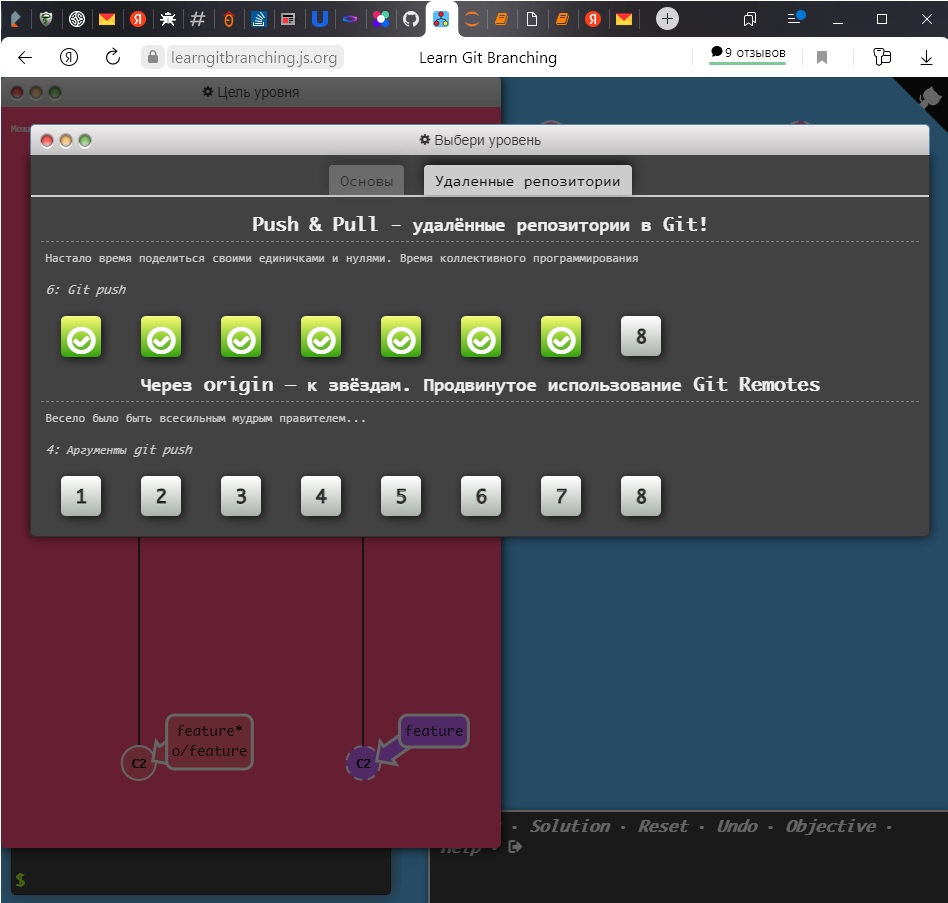 9 отзывов
learngitbranching.js.org
Learn Git Branching
Цель уровня
Выбери уровень
Основы
Удаленные репозитории
Push & Pull – удалённые репозитории в Git!
Настало время поделиться своими единичками и нулями. Время коллективного программирования
6: Git push
8
Через origin – к звёздам. Продвинутое использование Git Remotes
Весело было быть всесильным мудрым правителем...
4: Аргументы git push
1 2 3 4 5 6 7 8
feature*
o/feature
feature
C2
C2
· Solution · Reset · Undo · Objective ·
Help ·
$